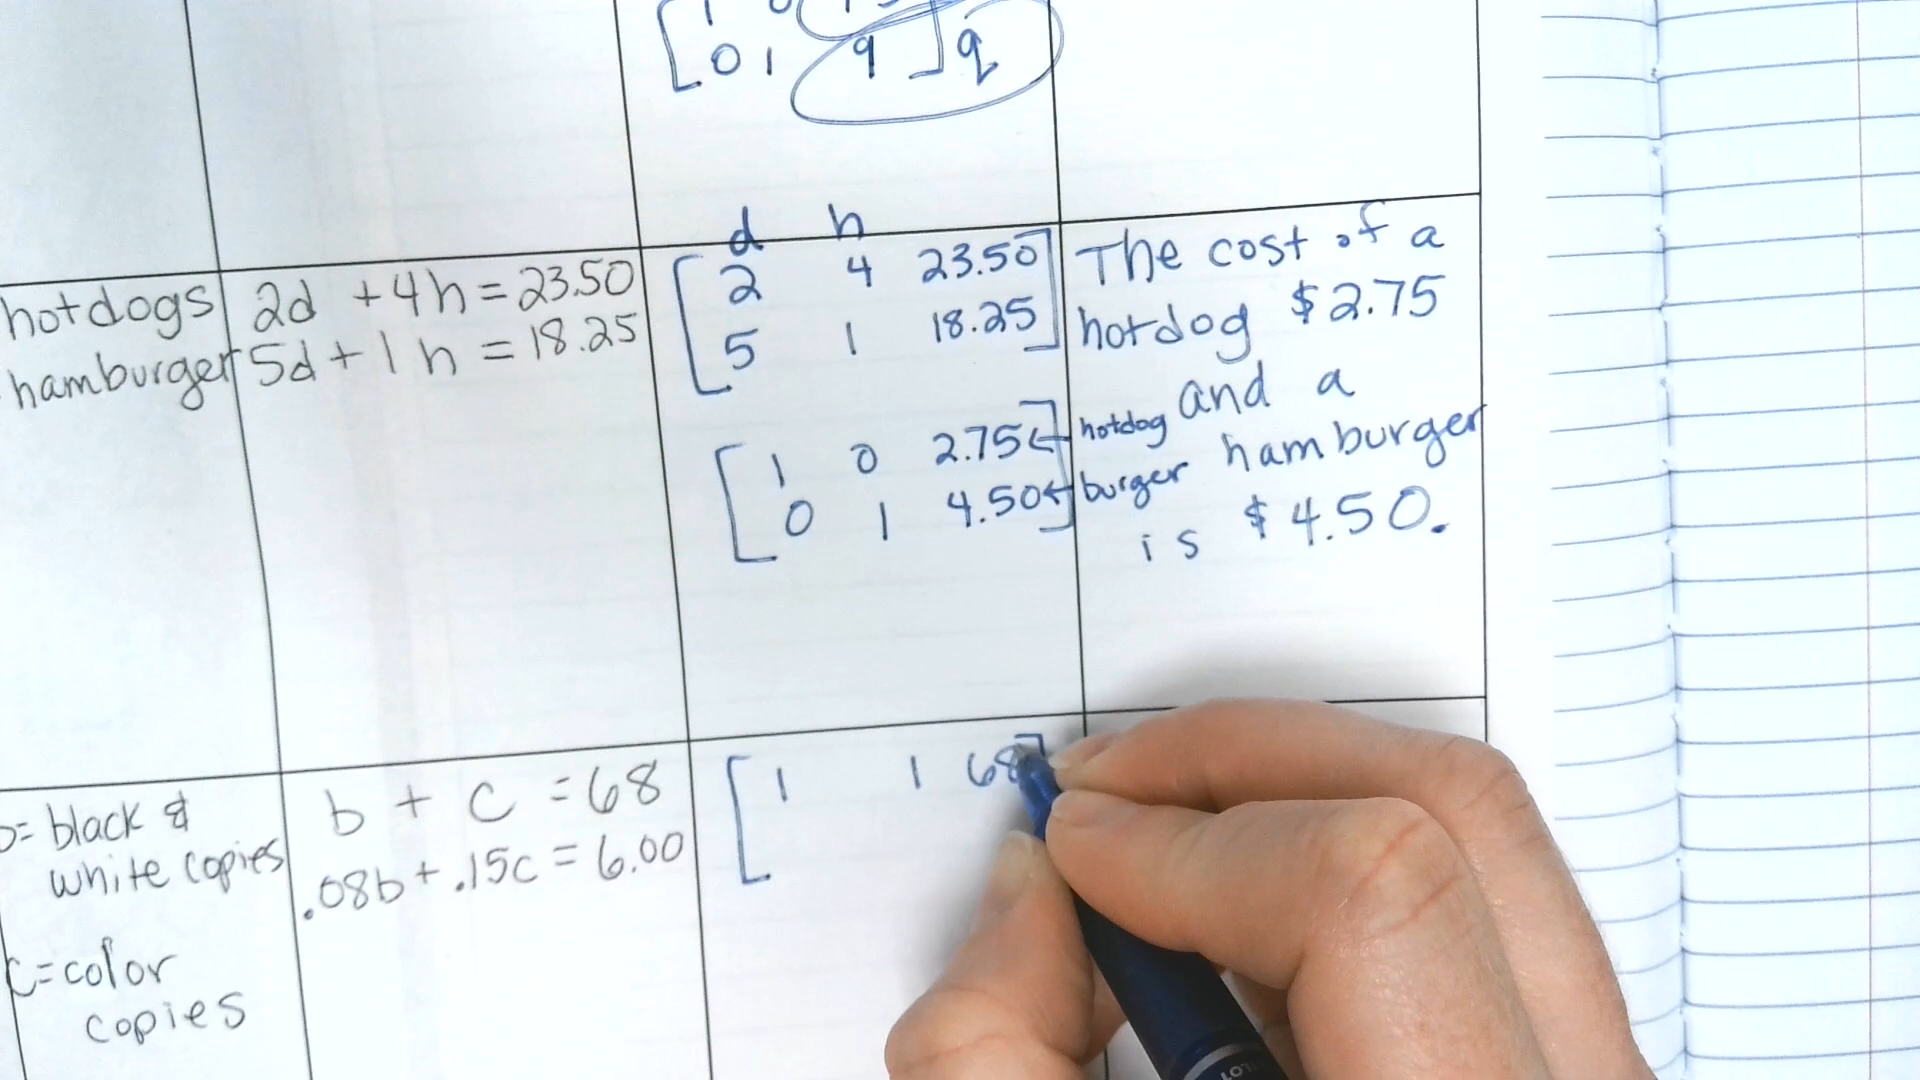 0 1 9 q
d h
hotdogs 2d + 4h = 23.50 2 4 23.50 The cost of a
hamburger 5d + 1h = 18.25 5 1 18.25 hotdog $2.75
and a
1 0 2.75 ← hotdog hamburger
0 1 4.50 ← burger is $4.50.
b + c = 68 1 1 68
.08b + .15c = 6.00
= black &
white copies
c = color
copies